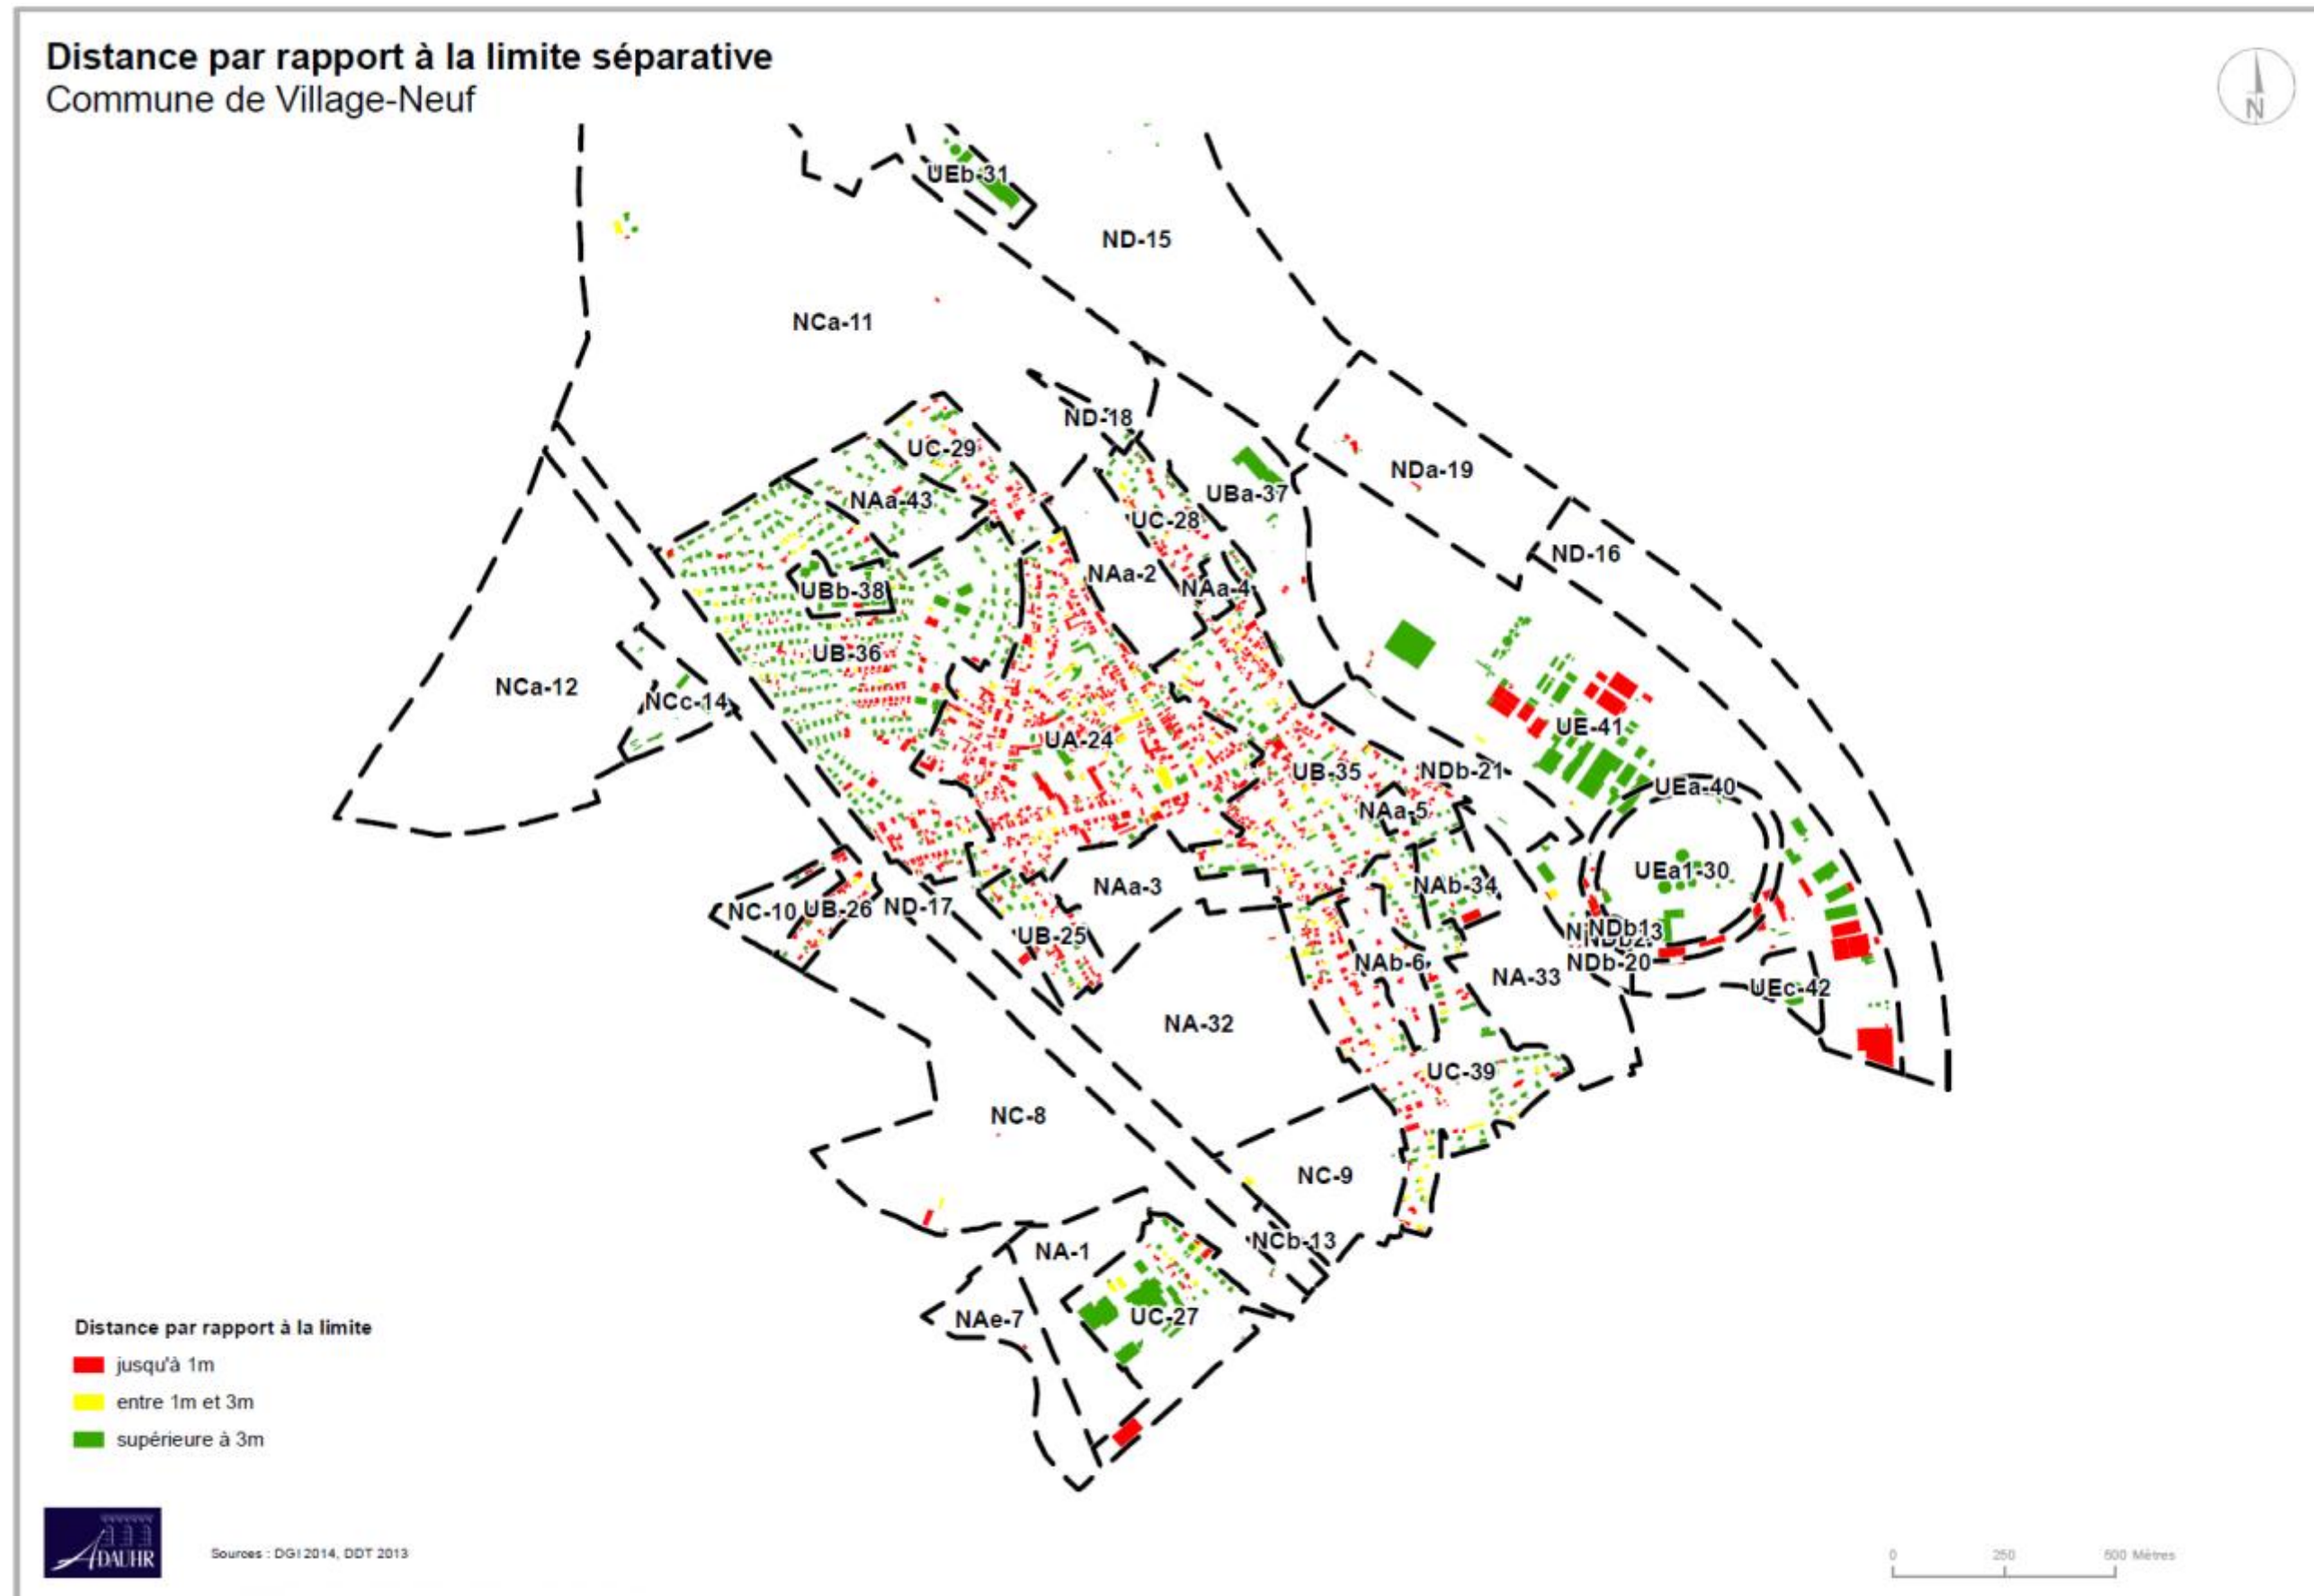 Distance par rapport à la limite séparative
Commune de Village-Neuf
N
UEb-31
ND-15
NCa-11
ND-18
UC-29
NDa-19
UBa-37
NAa-43
UC-28
ND-16
NAa-2
NAa-4
UBb-38
UB-36
NCa-12
NCc-14
UE-41
UA-24
UB-35
NDb-21
UEa-40
NAa-5
UEa1-30
NAa-3
NAb-34
NC-10
UB-26
ND-17
UB-25
NDb13
NAb-6
NDb-20
NA-33
UEc-42
NA-32
UC-39
NC-8
NC-9
NCb-13
NA-1
NAe-7
UC-27
Distance par rapport à la limite
jusqu'à 1m
entre 1m et 3m
supérieure à 3m
ADAUHR
Sources : DGI 2014, DDT 2013
0
250
500 Mètres